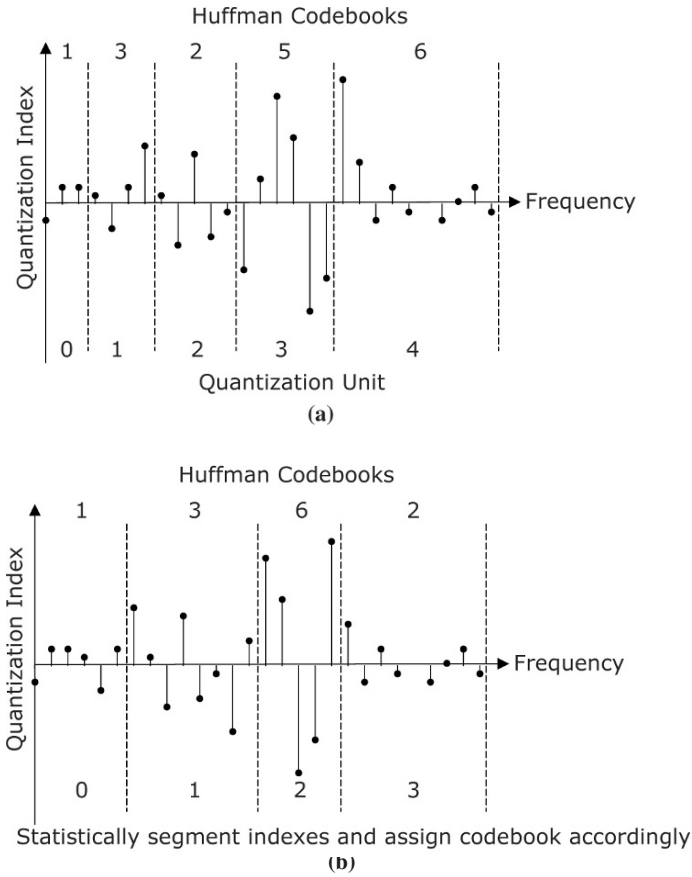 Huffman Codebooks
1 3 2 5 6
Quantization Index
Frequency
0 1 2 3 4
Quantization Unit
(a)
Huffman Codebooks
1 3 6 2
Quantization Index
Frequency
0 1 2 3
Statistically segment indexes and assign codebook accordingly
(b)